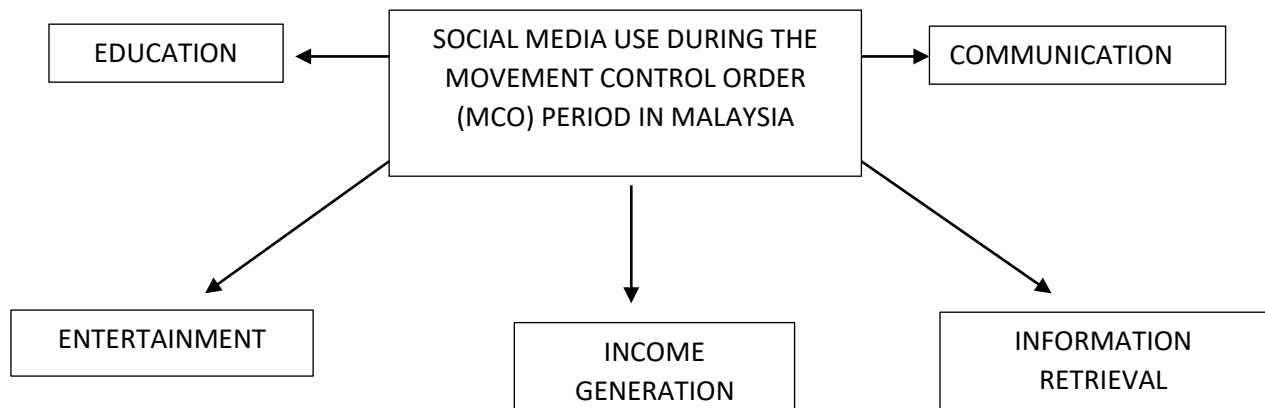 EDUCATION
SOCIAL MEDIA USE DURING THE
MOVEMENT CONTROL ORDER
(MCO) PERIOD IN MALAYSIA
COMMUNICATION
ENTERTAINMENT
INCOME
GENERATION
INFORMATION
RETRIEVAL